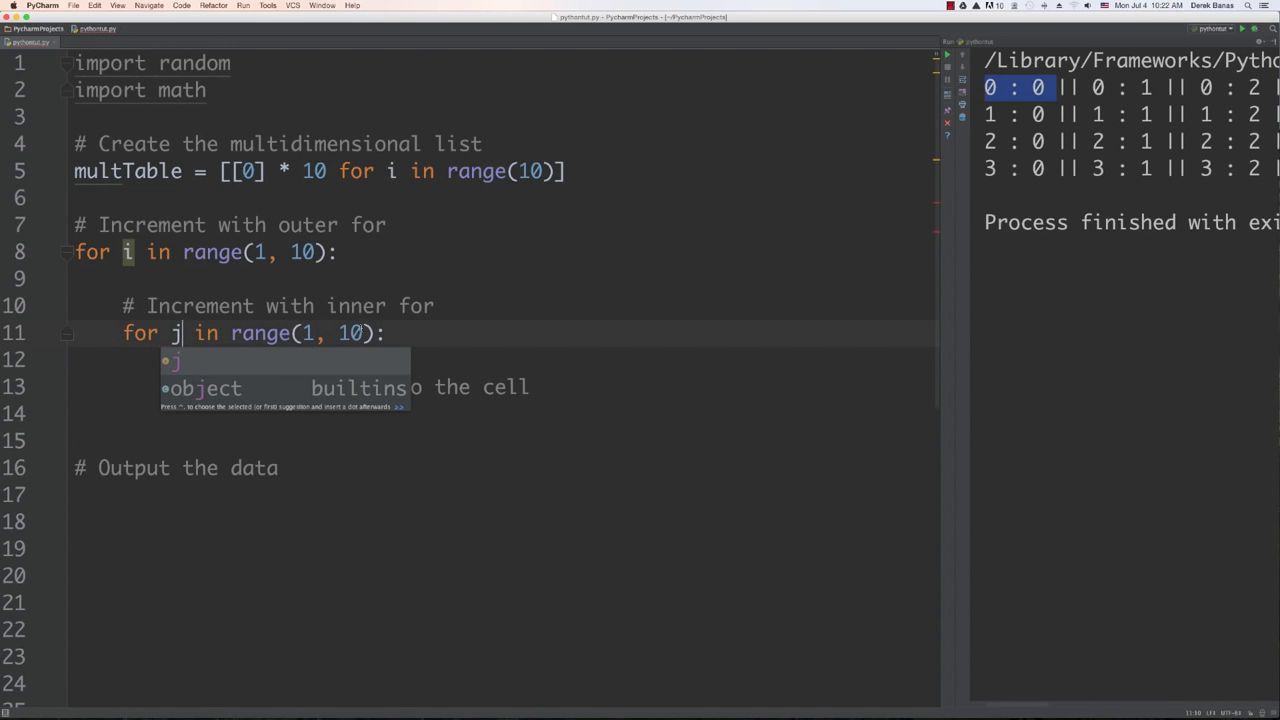 PyCharm File Edit View Navigate Code Refactor Run Tools VCS Window Help 10 Mon Jul 4 10:22 AM Derek Banas
pythontut.py - PycharmProjects - [~/PycharmProjects]
PycharmProjects pythontut.py pythontut
pythontut.py Run: pythontut
1 import random
2 import math
3
4 # Create the multidimensional list
5 multTable = [[0] * 10 for i in range(10)]
6
7 # Increment with outer for
8 for i in range(1, 10):
9
10 # Increment with inner for
11 for j in range(1, 10):
12 j
13 object builtins o the cell
Press ^. to choose the selected (or first) suggestion and insert a dot afterwards >>
14
15
16 # Output the data
17
18
19
20
21
22
23
24
/Library/Frameworks/Pytho
0 : 0 || 0 : 1 || 0 : 2 |
1 : 0 || 1 : 1 || 1 : 2 |
2 : 0 || 2 : 1 || 2 : 2 |
3 : 0 || 3 : 1 || 3 : 2 |
Process finished with exi
11:10 LF‡ UTF-8‡